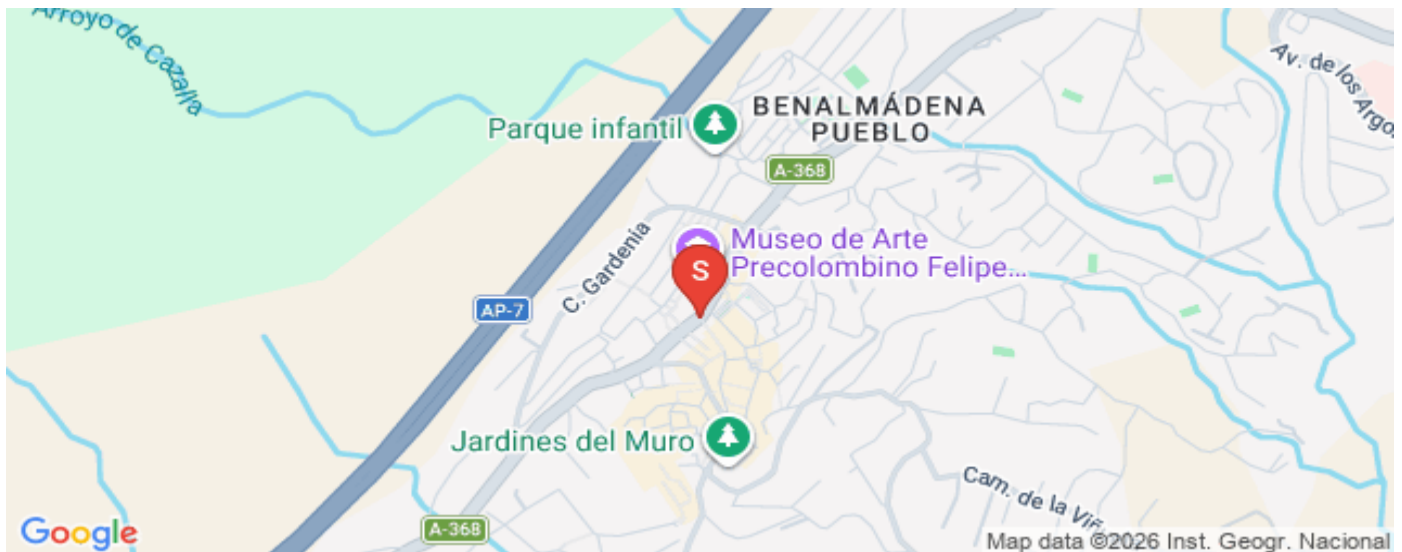 Arroyo de Cazalla
Av. de los Argo
BENALMÁDENA
PUEBLO
Parque infantil
A-368
C. Gardenia
Museo de Arte
Precolombino Felipe...
S
AP-7
Jardines del Muro
Cam. de la Viñ
A-368
Google
Map data ©2026 Inst. Geogr. Nacional